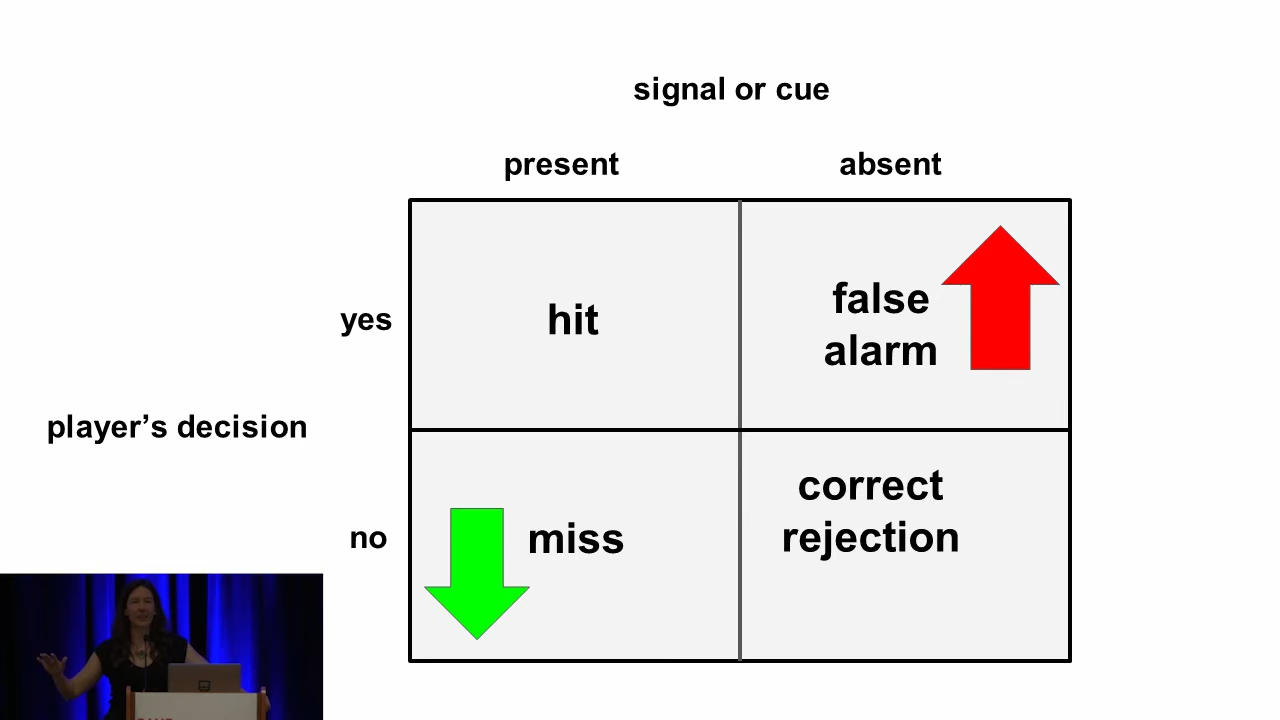 signal or cue
present absent
yes
hit
false
alarm
player’s decision
no
miss
correct
rejection